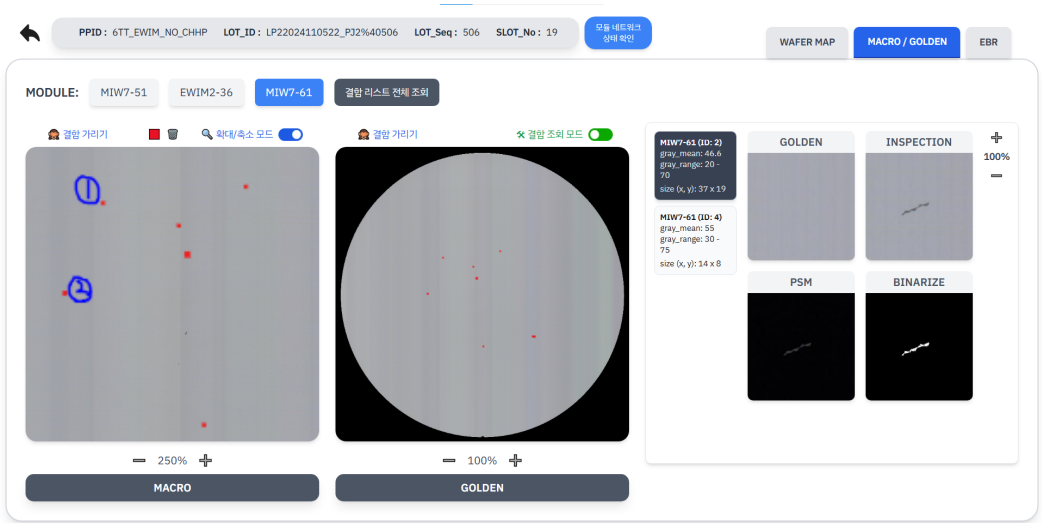 PPID : 6TT_EWIM_NO_CHHP LOT_ID : LP22024110522_PJ2%40506 LOT_Seq : 506 SLOT_No : 19
모듈 네트워크
상태 확인
WAFER MAP
MACRO / GOLDEN
EBR
MODULE:
MIW7-51
EWIM2-36
MIW7-61
결함 리스트 전체 조회
결함 가리기
확대/축소 모드
결함 가리기
결함 조회 모드
1
2
250%
MACRO
100%
GOLDEN
MIW7-61 (ID: 2)
gray_mean: 46.6
gray_range: 20 -
70
size (x, y): 37 x 19
MIW7-61 (ID: 4)
gray_mean: 55
gray_range: 30 -
75
size (x, y): 14 x 8
GOLDEN
INSPECTION
100%
PSM
BINARIZE